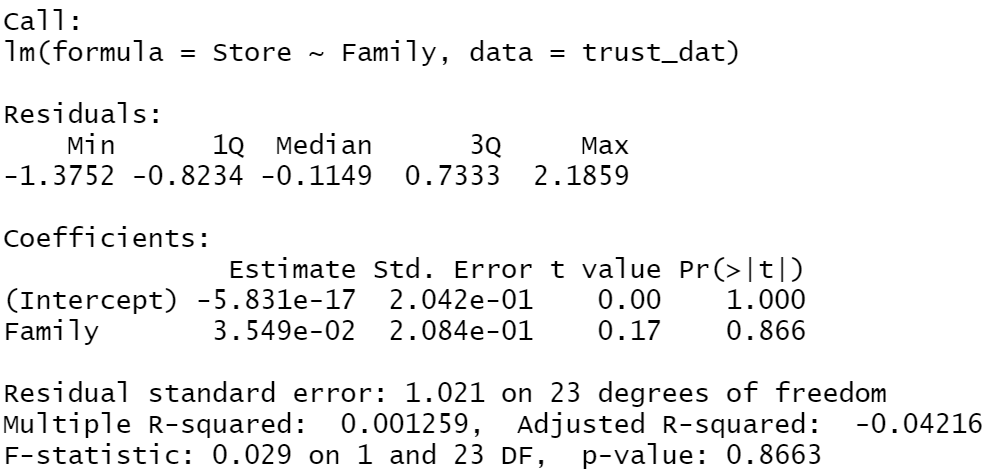 Call:
lm(formula = Store ~ Family, data = trust_dat)
Residuals:
Min 1Q Median 3Q Max
-1.3752 -0.8234 -0.1149 0.7333 2.1859
Coefficients:
Estimate Std. Error t value Pr(>|t|)
(Intercept) -5.831e-17 2.042e-01 0.00 1.000
Family 3.549e-02 2.084e-01 0.17 0.866
Residual standard error: 1.021 on 23 degrees of freedom
Multiple R-squared: 0.001259, Adjusted R-squared: -0.04216
F-statistic: 0.029 on 1 and 23 DF, p-value: 0.8663